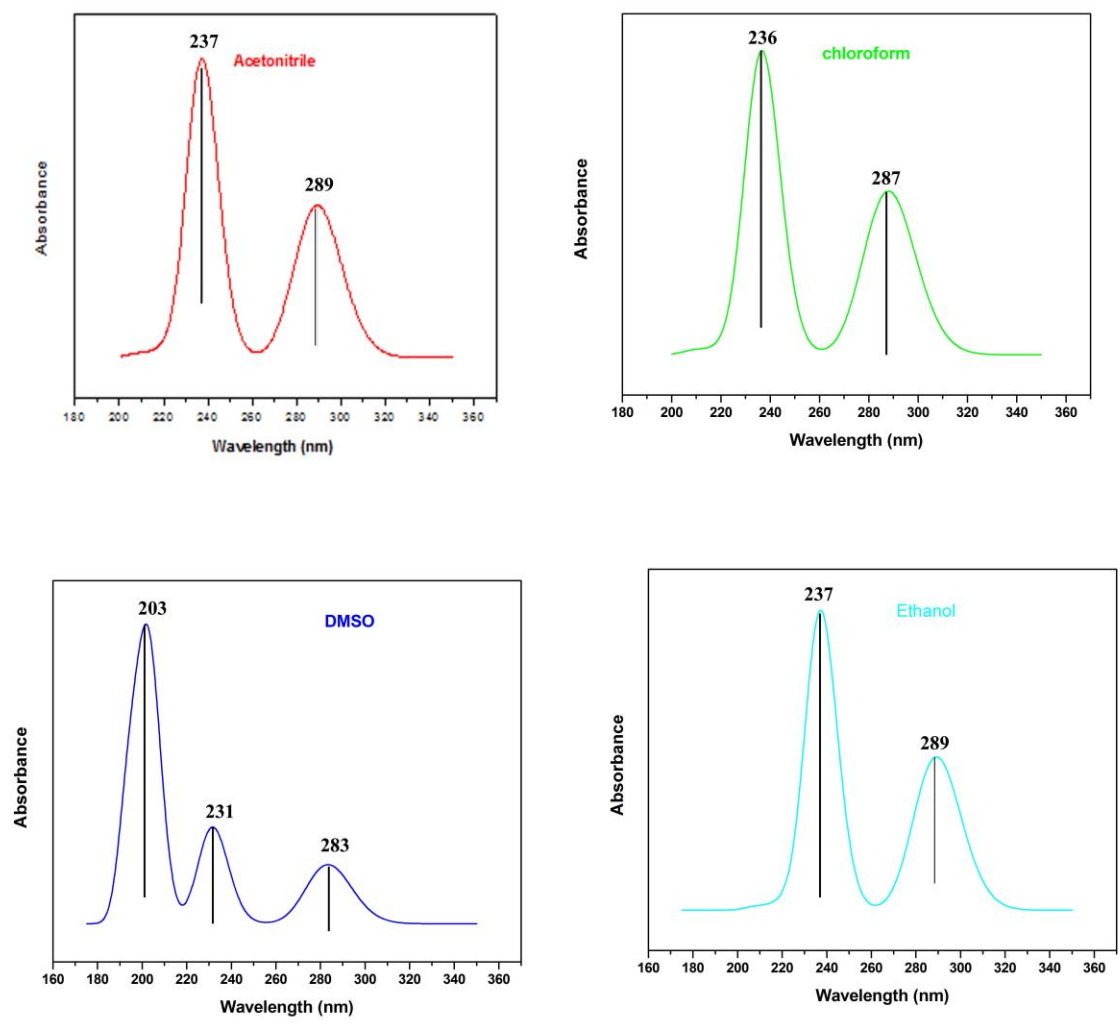 237
Acetonitrile
289
Absorbance
180 200 220 240 260 280 300 320 340 360
Wavelength (nm)
236
chloroform
287
Absorbance
180 200 220 240 260 280 300 320 340 360
Wavelength (nm)
203
DMSO
231
283
Absorbance
160 180 200 220 240 260 280 300 320 340 360
Wavelength (nm)
237
Ethanol
289
Absorbance
160 180 200 220 240 260 280 300 320 340 360
Wavelength (nm)